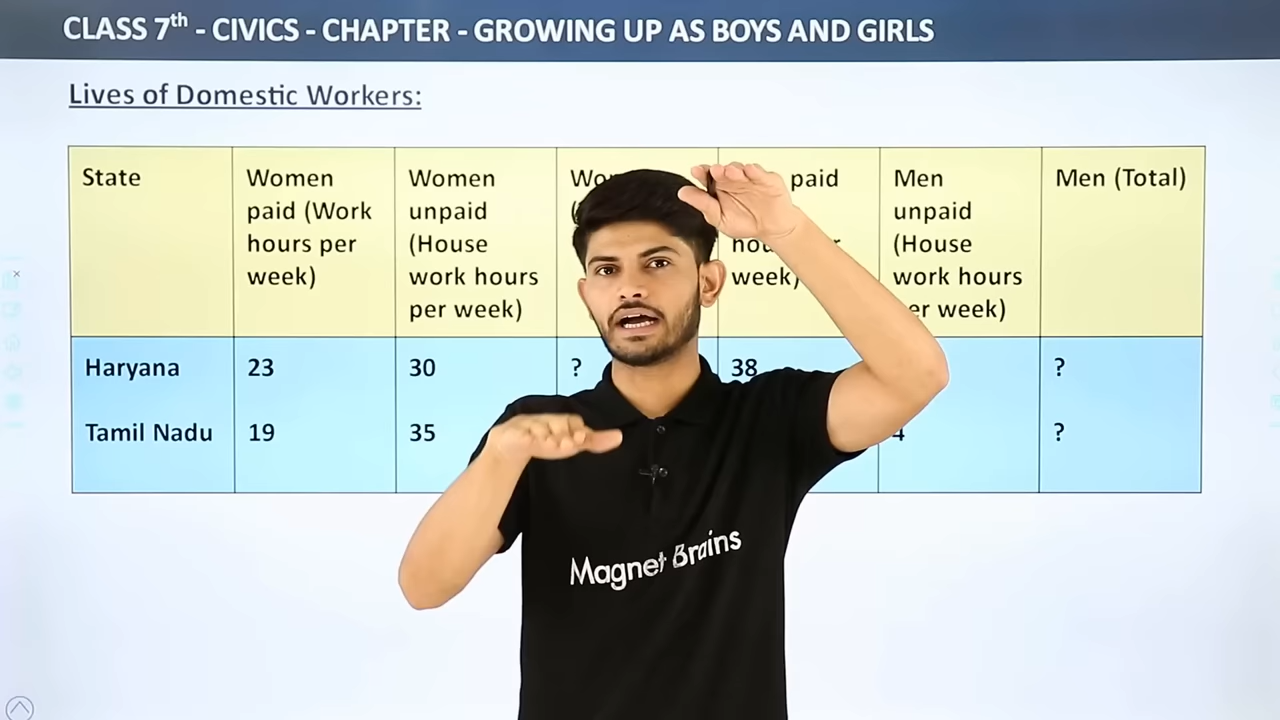 CLASS 7th - CIVICS - CHAPTER - GROWING UP AS BOYS AND GIRLS
Lives of Domestic Workers:
State
Women
paid (Work
hours per
week)
Women
unpaid
(House
work hours
per week)
paid
week)
Men
unpaid
(House
work hours
per week)
Men (Total)
Haryana 23 30 ? 38 ?
Tamil Nadu 19 35 4 ?
Magnet Brains